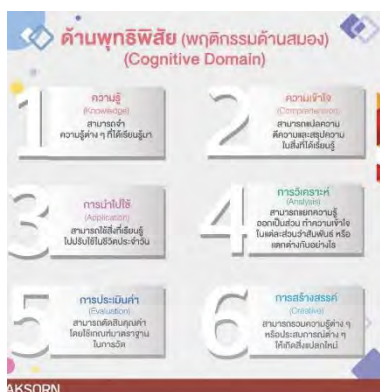 ด้านพุทธิพิสัย (พฤติกรรมด้านสมอง)
(Cognitive Domain)
1
ความรู้
(Knowledge)
สามารถจำ
ความรู้ต่าง ๆ ที่ได้เรียนรู้มา
2
ความเข้าใจ
(Comprehension)
สามารถแปลความ
ตีความและสรุปความ
ในสิ่งที่ได้เรียนรู้
3
การนำไปใช้
(Application)
สามารถใช้สิ่งที่เรียนรู้
ไปปรับใช้ในชีวิตประจำวัน
4
การวิเคราะห์
(Analysis)
สามารถแยกความรู้
ออกเป็นส่วน ทำความเข้าใจ
ในแต่ละส่วนว่าสัมพันธ์ หรือ
แตกต่างกันอย่างไร
5
การประเมินค่า
(Evaluation)
สามารถตัดสินคุณค่า
โดยใช้เกณฑ์มาตราฐาน
ในการวัด
6
การสร้างสรรค์
(Creative)
สามารถรวมความรู้ต่าง ๆ
หรือประสบการณ์ต่าง ๆ
ให้เกิดสิ่งแปลกใหม่
AKSORN